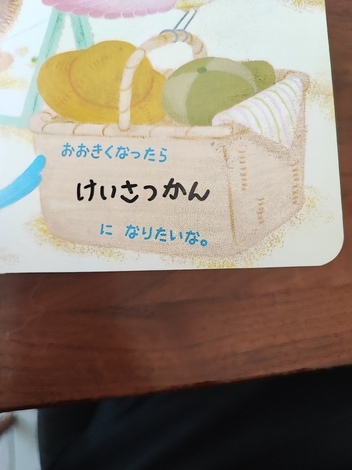 おおきくなったら
けいさつかん
に なりたいな。